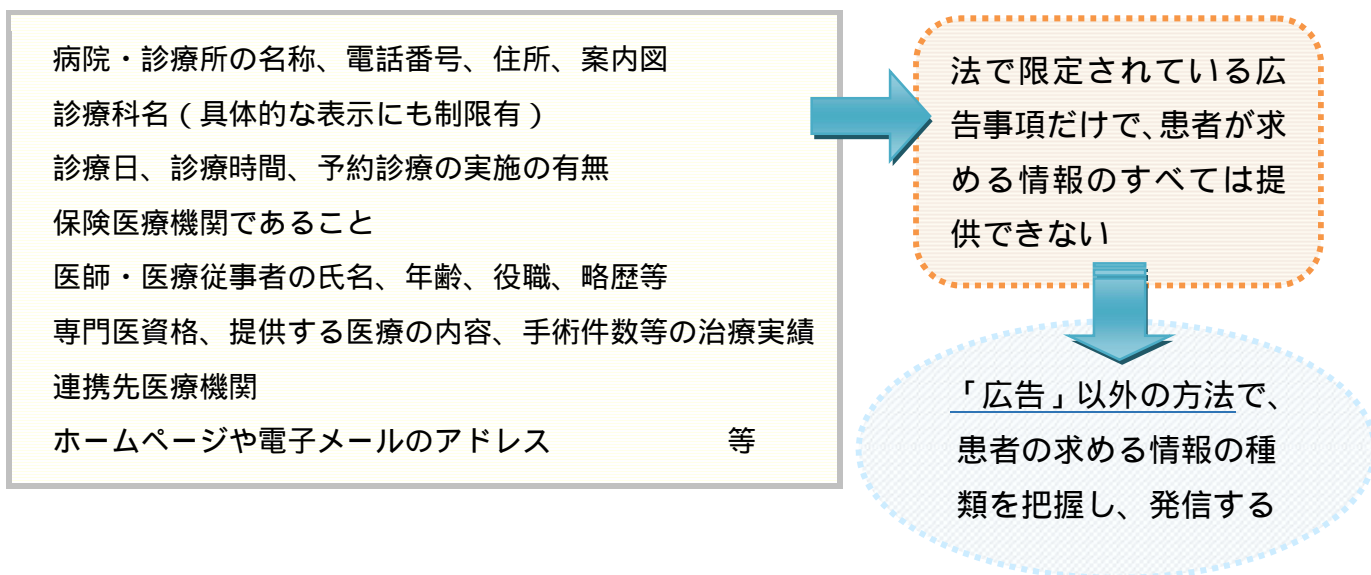 病院・診療所の名称、電話番号、住所、案内図
診療科名（具体的な表示にも制限有）
診療日、診療時間、予約診療の実施の有無
保険医療機関であること
医師・医療従事者の氏名、年齢、役職、略歴等
専門医資格、提供する医療の内容、手術件数等の治療実績
連携先医療機関
ホームページや電子メールのアドレス　　　　　　等
法で限定されている広
告事項だけで、患者が求
める情報のすべては提
供できない
「広告」以外の方法で、
患者の求める情報の種
類を把握し、発信する